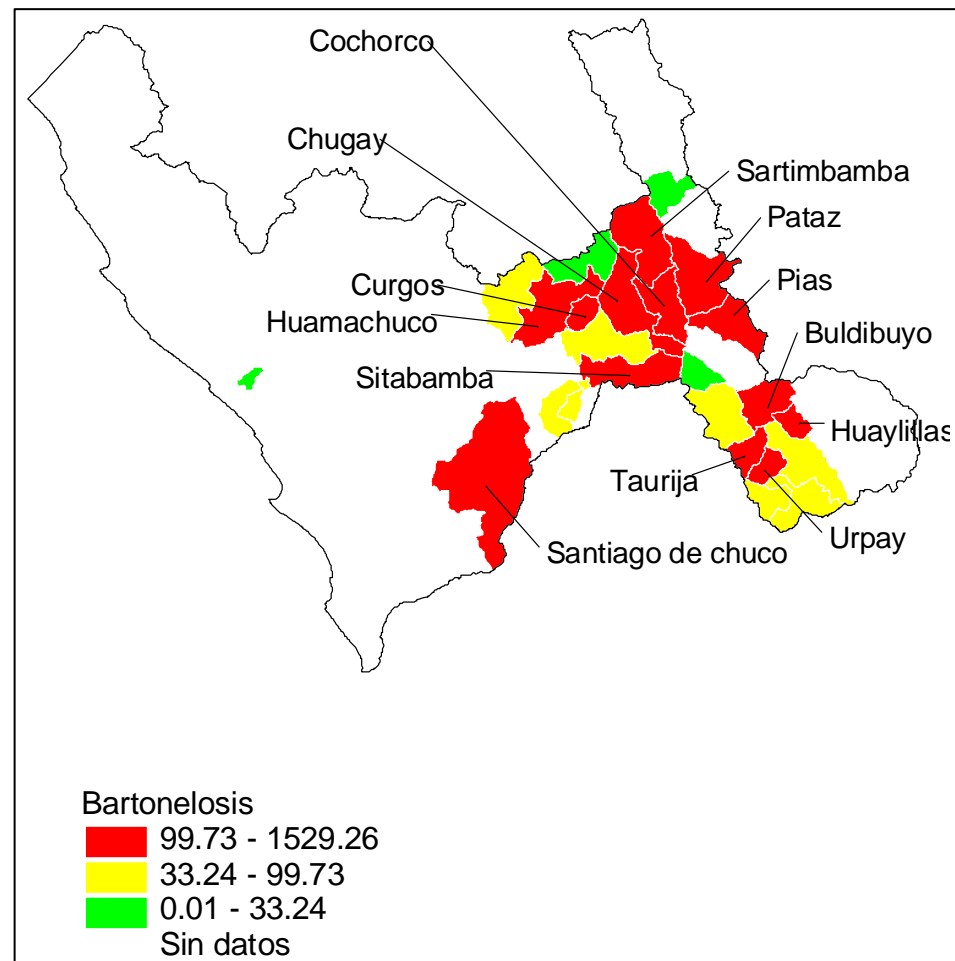 Cochorco
Chugay
Sartimbamba
Pataz
Curgos
Pias
Huamachuco
Buldibuyo
Sitabamba
Huaylillas
Taurija
Urpay
Santiago de chuco
Bartonelosis
99.73 - 1529.26
33.24 - 99.73
0.01 - 33.24
Sin datos